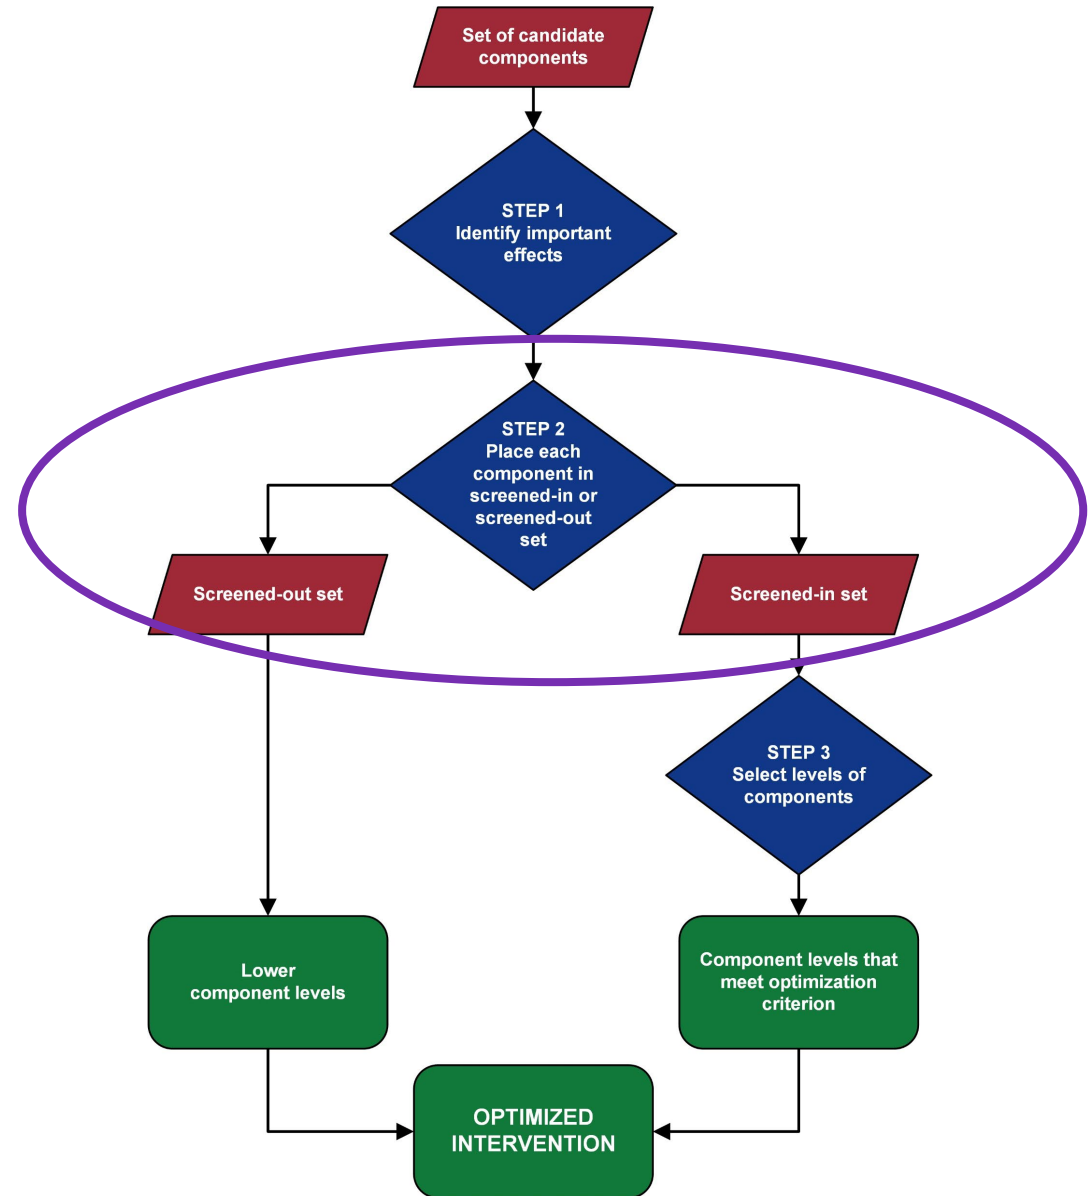 Set of candidate
components
STEP 1
Identify important
effects
STEP 2
Place each
component in
screened-in or
screened-out
set
Screened-out set
Screened-in set
STEP 3
Select levels of
components
Lower
component levels
Component levels that
meet optimization
criterion
OPTIMIZED
INTERVENTION